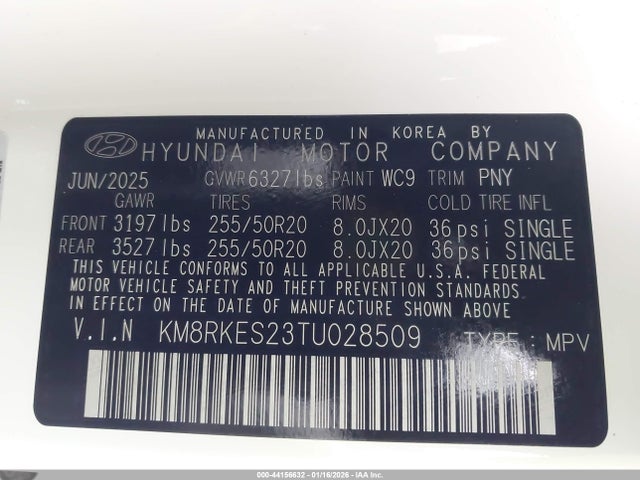 MANUFACTURED IN KOREA BY
HYUNDAI MOTOR COMPANY
JUN/2025 GVWR 6327lbs PAINT WC9 TRIM PNY
GAWR TIRES RIMS COLD TIRE INFL
FRONT 3197lbs 255/50R20 8.0JX20 36psi SINGLE
REAR 3527lbs 255/50R20 8.0JX20 36psi SINGLE
THIS VEHICLE CONFORMS TO ALL APPLICABLE U.S.A. FEDERAL
MOTOR VEHICLE SAFETY AND THEFT PREVENTION STANDARDS
IN EFFECT ON THE DATE OF MANUFACTURE SHOWN ABOVE
V.I.N KM8RKES23TU028509 TYPE : MPV
000-44156632 - 01/16/2026 - IAA Inc.